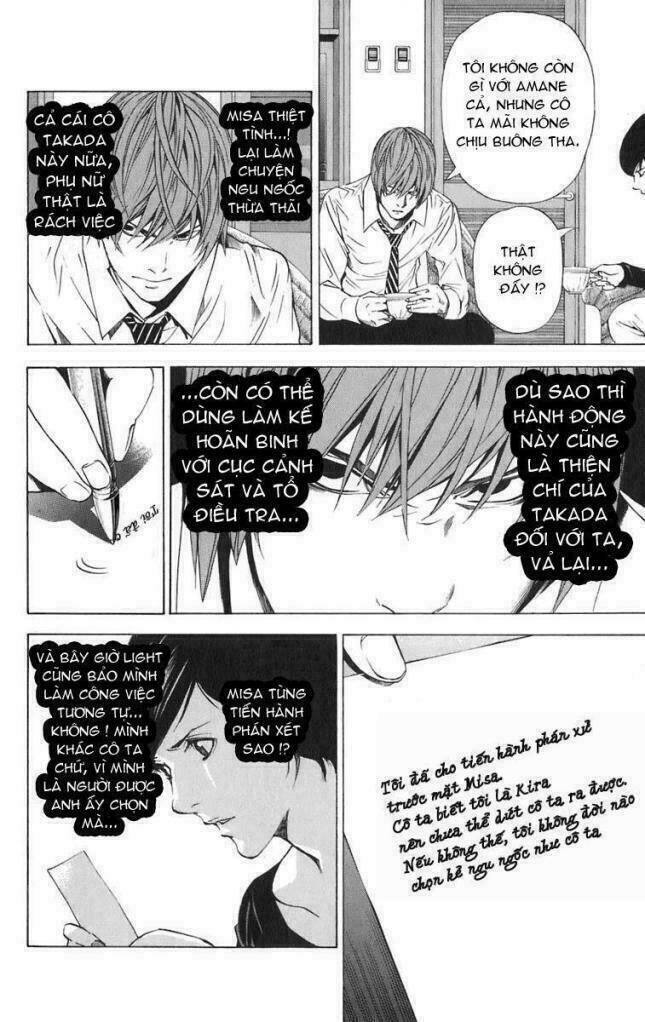 TÔI KHÔNG CÒN
GÌ VỚI AMANE
CẢ, NHƯNG CÔ
TA MÃI KHÔNG
CHỊU BUÔNG THA.
THẬT
KHÔNG
ĐẤY !?
MISA THIỆT
TÌNH...!
LẠI LÀM
CHUYỆN
NGU NGỐC
THỪA THÃI
CẢ CÁI CÔ
TAKADA
NÀY NỮA,
PHỤ NỮ
THẬT LÀ
RÁCH VIỆC
DÙ SAO THÌ
HÀNH ĐỘNG
NÀY CŨNG
LÀ THIỆN
CHÍ CỦA
TAKADA
ĐỐI VỚI TA,
VẢ LẠI...
...CÒN CÓ THỂ
DÙNG LÀM KẾ
HOÃN BINH
VỚI CỤC CẢNH
SÁT VÀ TỔ
ĐIỀU TRA...
Tôi đã c
Tôi đã cho tiến hành phán xử
trước mặt Misa.
Cô ta biết tôi là Kira
nên chưa thể dứt cô ta ra được.
Nếu không thế, tôi không đời nào
chọn kẻ ngu ngốc như cô ta
MISA TỪNG
TIẾN HÀNH
PHÁN XÉT
SAO !?
VÀ BÂY GIỜ LIGHT
CŨNG BẢO MÌNH
LÀM CÔNG VIỆC
TƯƠNG TỰ...
KHÔNG ! MÌNH
KHÁC CÔ TA
CHỨ, VÌ MÌNH
LÀ NGƯỜI ĐƯỢC
ANH ẤY CHỌN
MÀ...